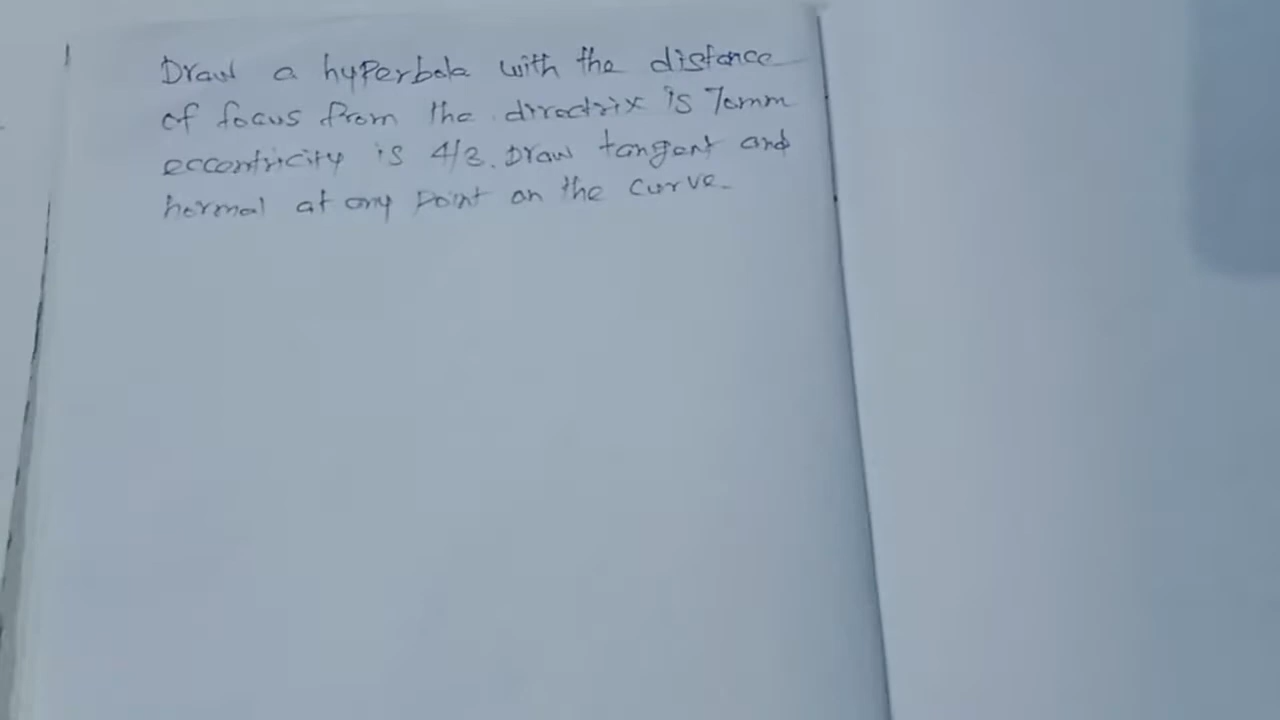 Draw a hyperbola with the distance
of focus from the directrix is 70mm
eccentricity is 4/3. Draw tangent and
normal at any point on the curve.